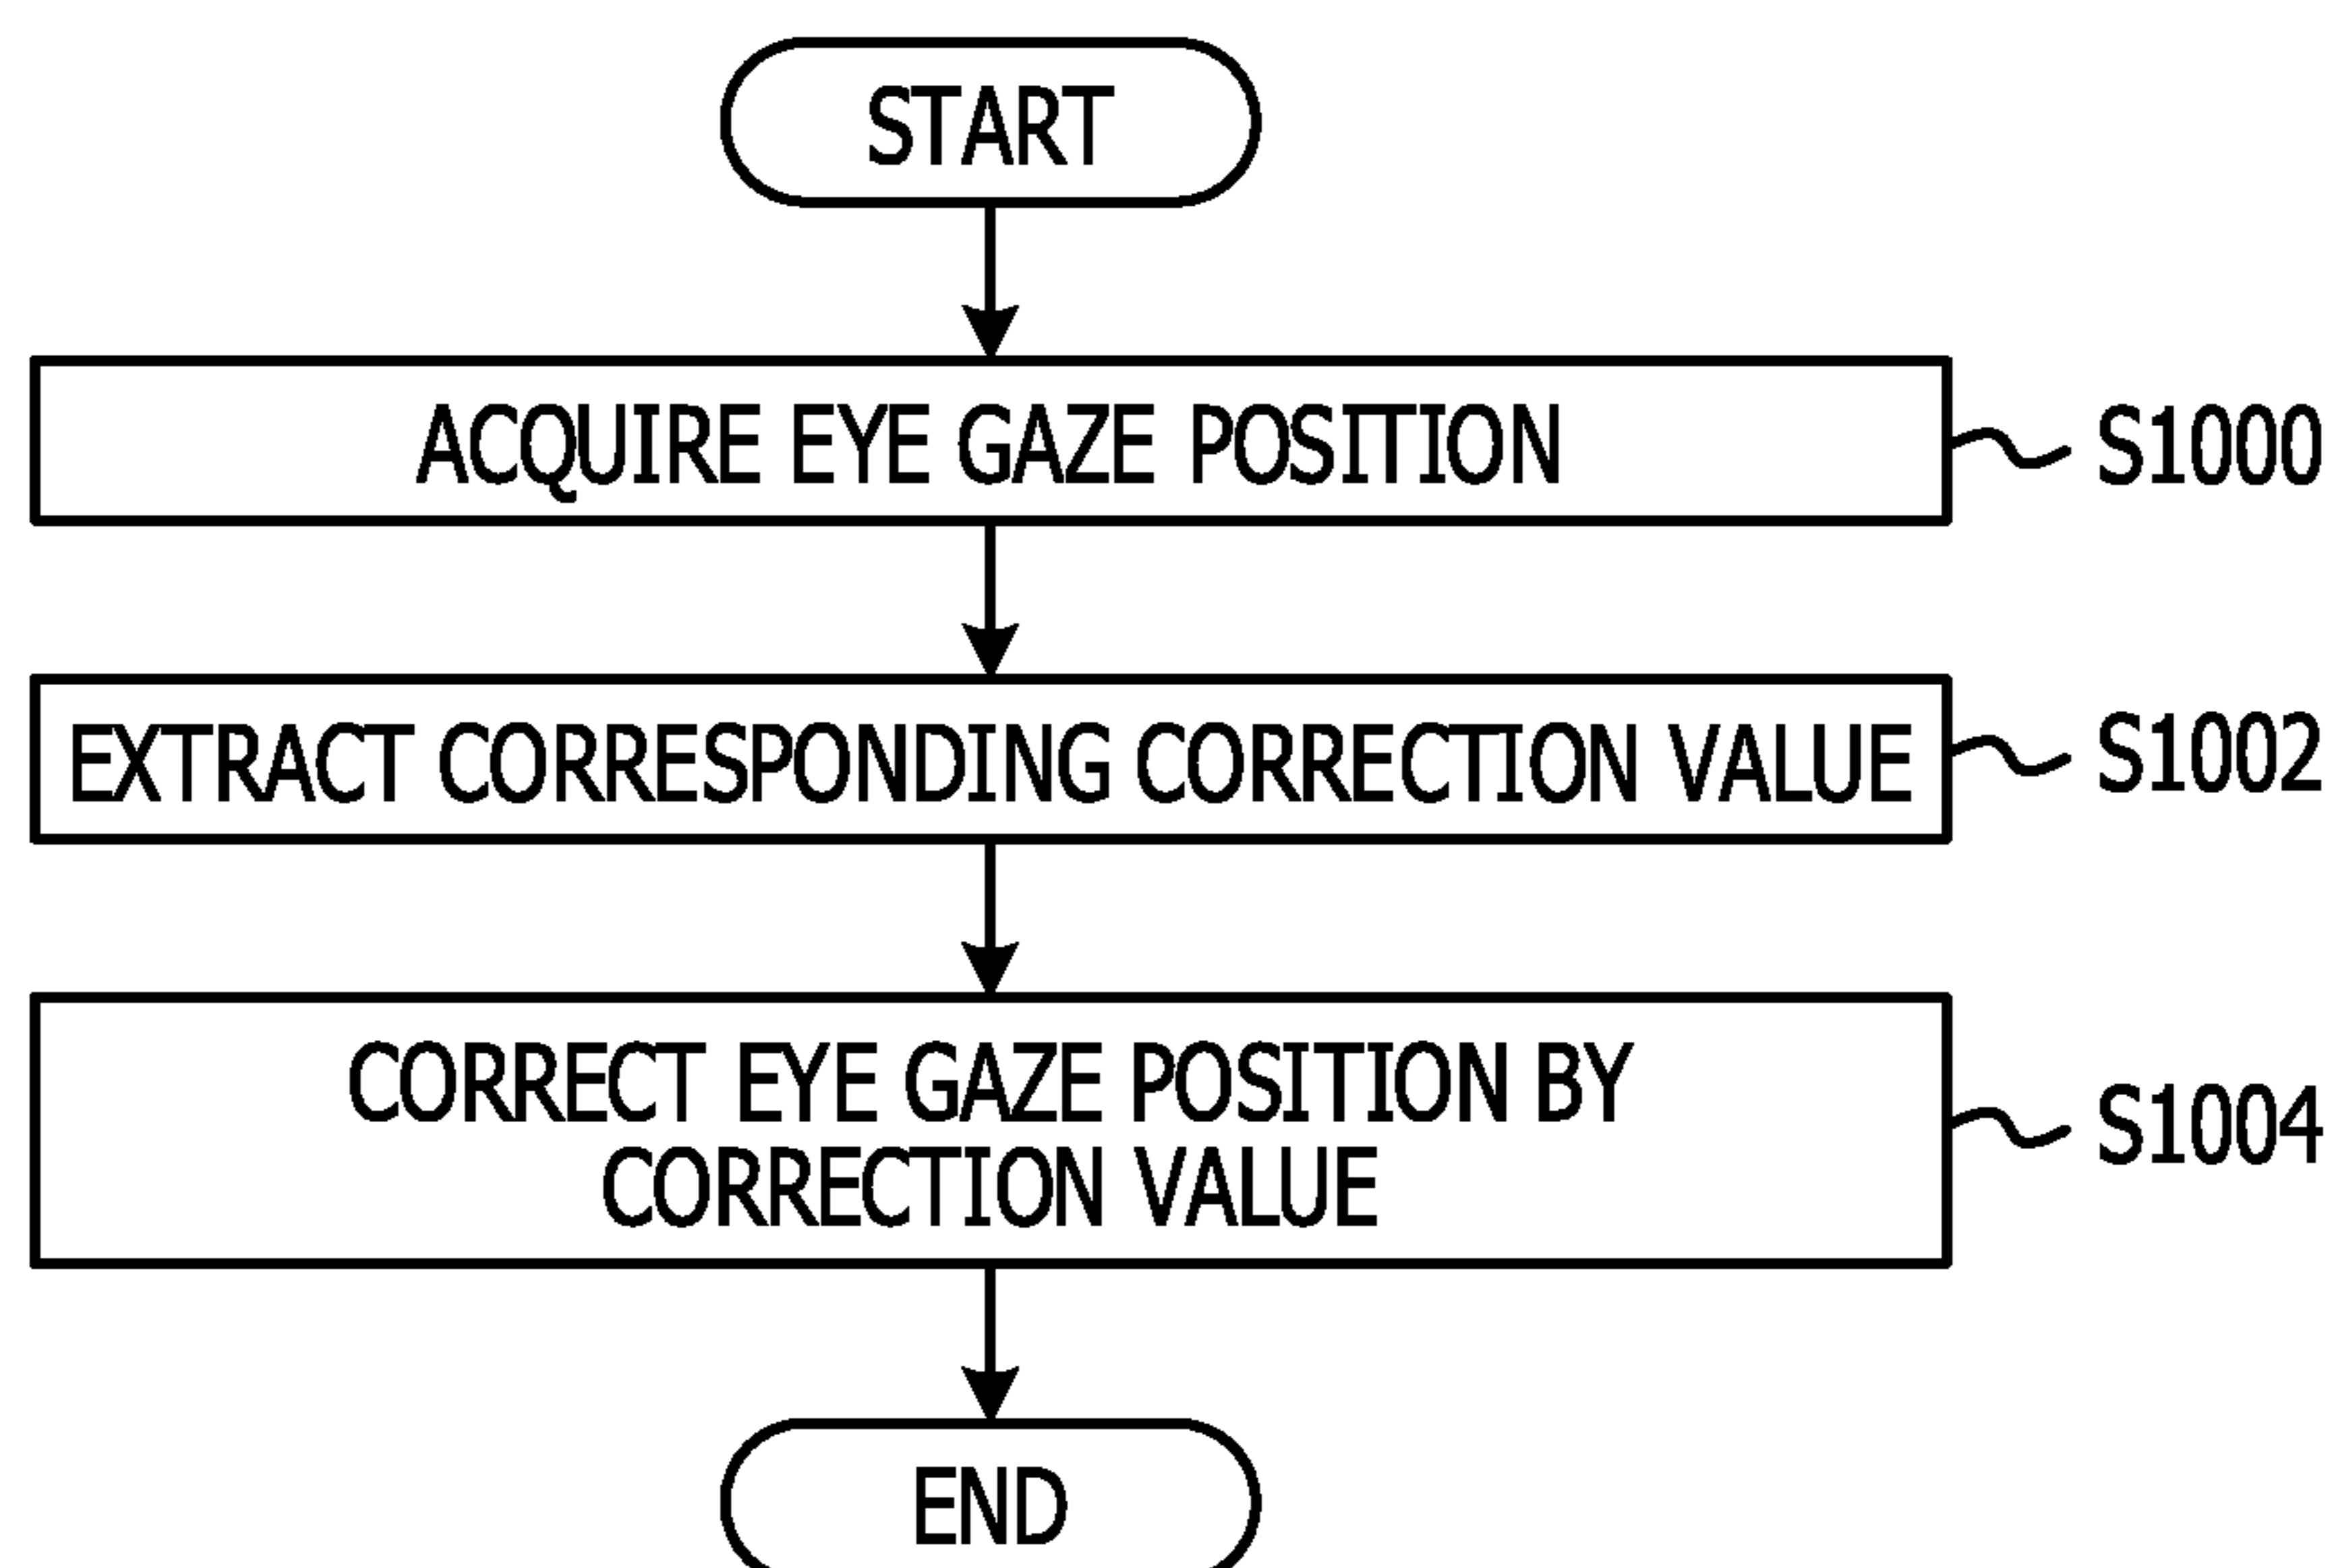 START
ACQUIRE EYE GAZE POSITION
S1000
EXTRACT CORRESPONDING CORRECTION VALUE
S1002
CORRECT EYE GAZE POSITION BY
CORRECTION VALUE
S1004
END